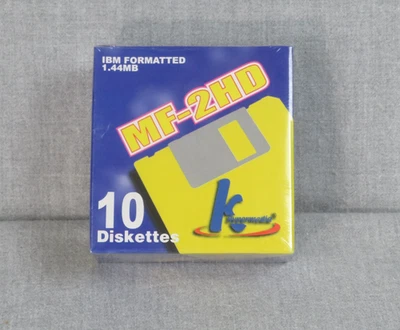 IBM FORMATTED
1.44MB
MF-2HD
10
Diskettes
k